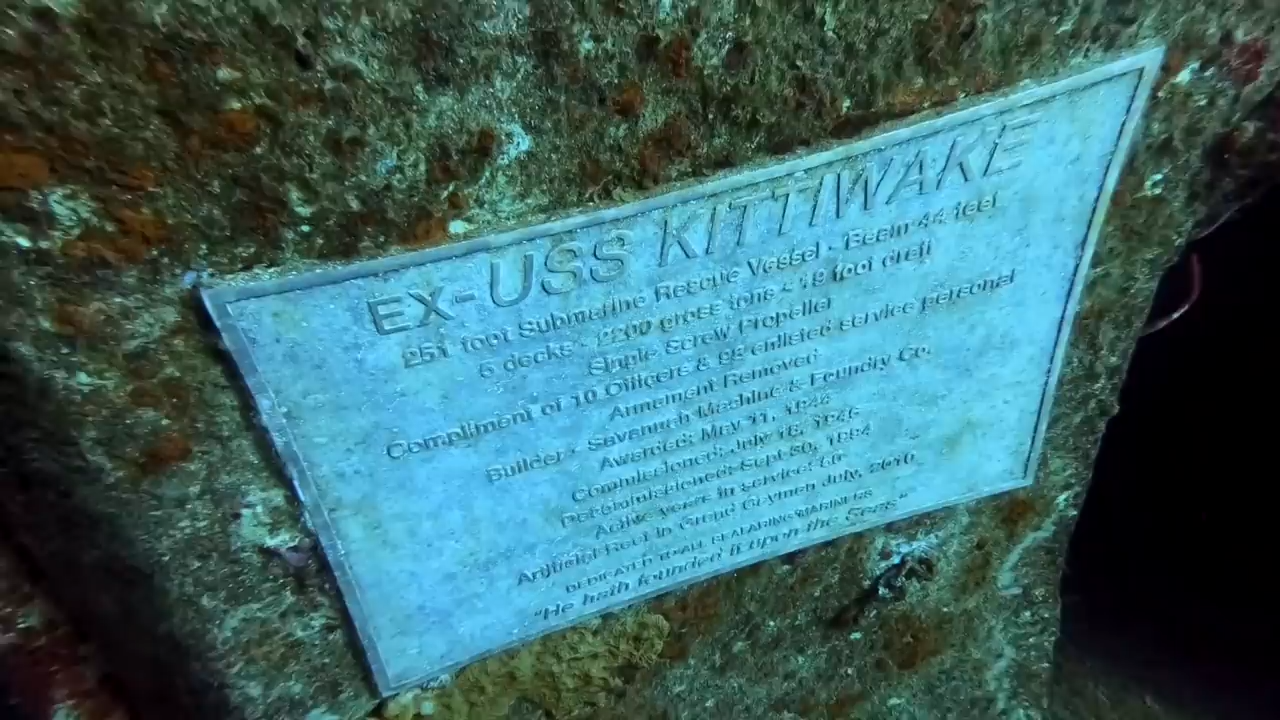 EX-USS KITTIWAKE
251 foot Submarine Rescue Vessel - Beam 44 feet
5 decks - 2200 gross tons - 19 foot draft
Single Screw Propeller
Compliment of 10 Officers & 92 enlisted service personal
Armement Removed
Builder - Savannah Machine & Foundry Co.
Awarded: May 11, 1944
Commissioned: July 18, 1946
Decommissioned: Sept 30, 1994
Active years in service:
Artificial Reef in Grand Cayman July, 2010
DEDICATED TO ALL SEAFARING MARINERS
"He hath founded it upon the Seas"